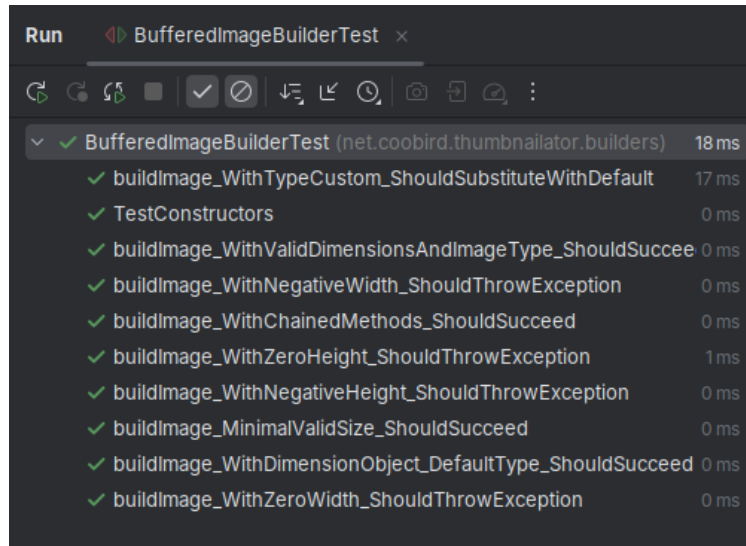 Run BufferedImageBuilderTest
BufferedImageBuilderTest (net.coobird.thumbnailator.builders) 18 ms
buildImage_WithTypeCustom_ShouldSubstituteWithDefault 17 ms
TestConstructors 0 ms
buildImage_WithValidDimensionsAndImageType_ShouldSuccee 0 ms
buildImage_WithNegativeWidth_ShouldThrowException 0 ms
buildImage_WithChainedMethods_ShouldSucceed 0 ms
buildImage_WithZeroHeight_ShouldThrowException 1 ms
buildImage_WithNegativeHeight_ShouldThrowException 0 ms
buildImage_MinimalValidSize_ShouldSucceed 0 ms
buildImage_WithDimensionObject_DefaultType_ShouldSucceed 0 ms
buildImage_WithZeroWidth_ShouldThrowException 0 ms